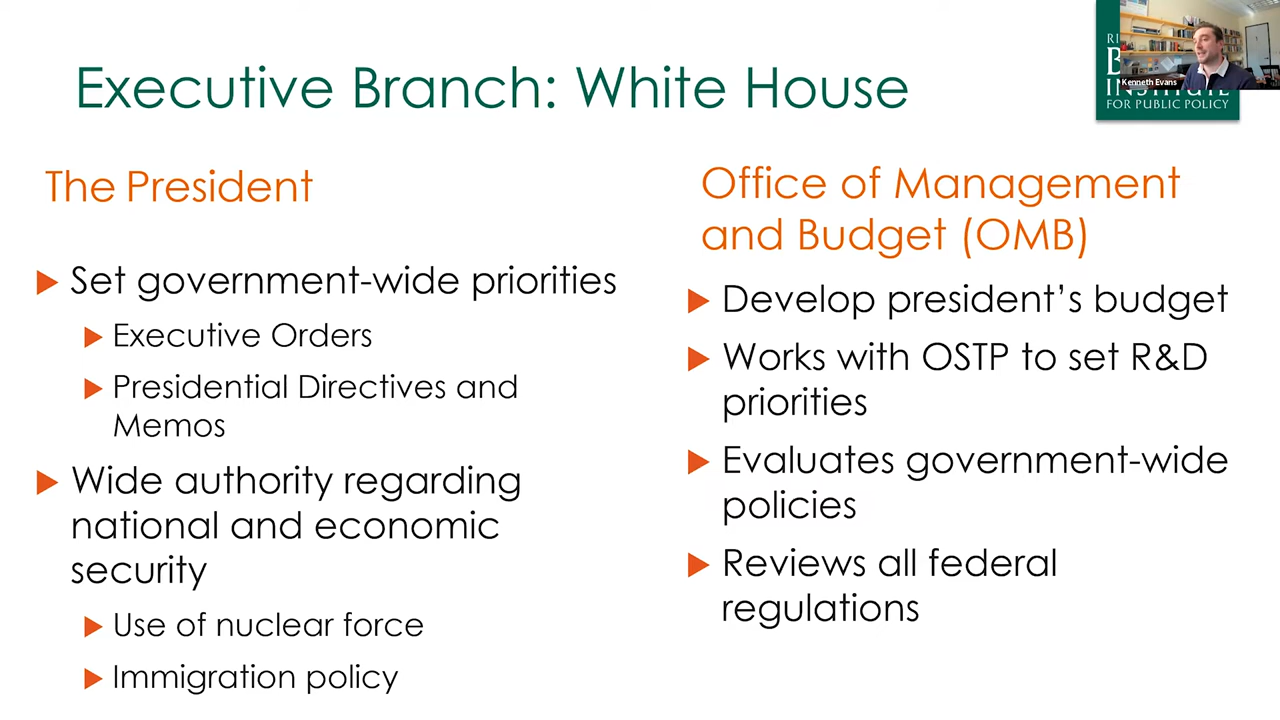 Executive Branch: White House
Kenneth Evans
FOR PUBLIC POLICY
The President
Set government-wide priorities
Executive Orders
Presidential Directives and
Memos
Wide authority regarding
national and economic
security
Use of nuclear force
Immigration policy
Office of Management
and Budget (OMB)
Develop president's budget
Works with OSTP to set R&D
priorities
Evaluates government-wide
policies
Reviews all federal
regulations